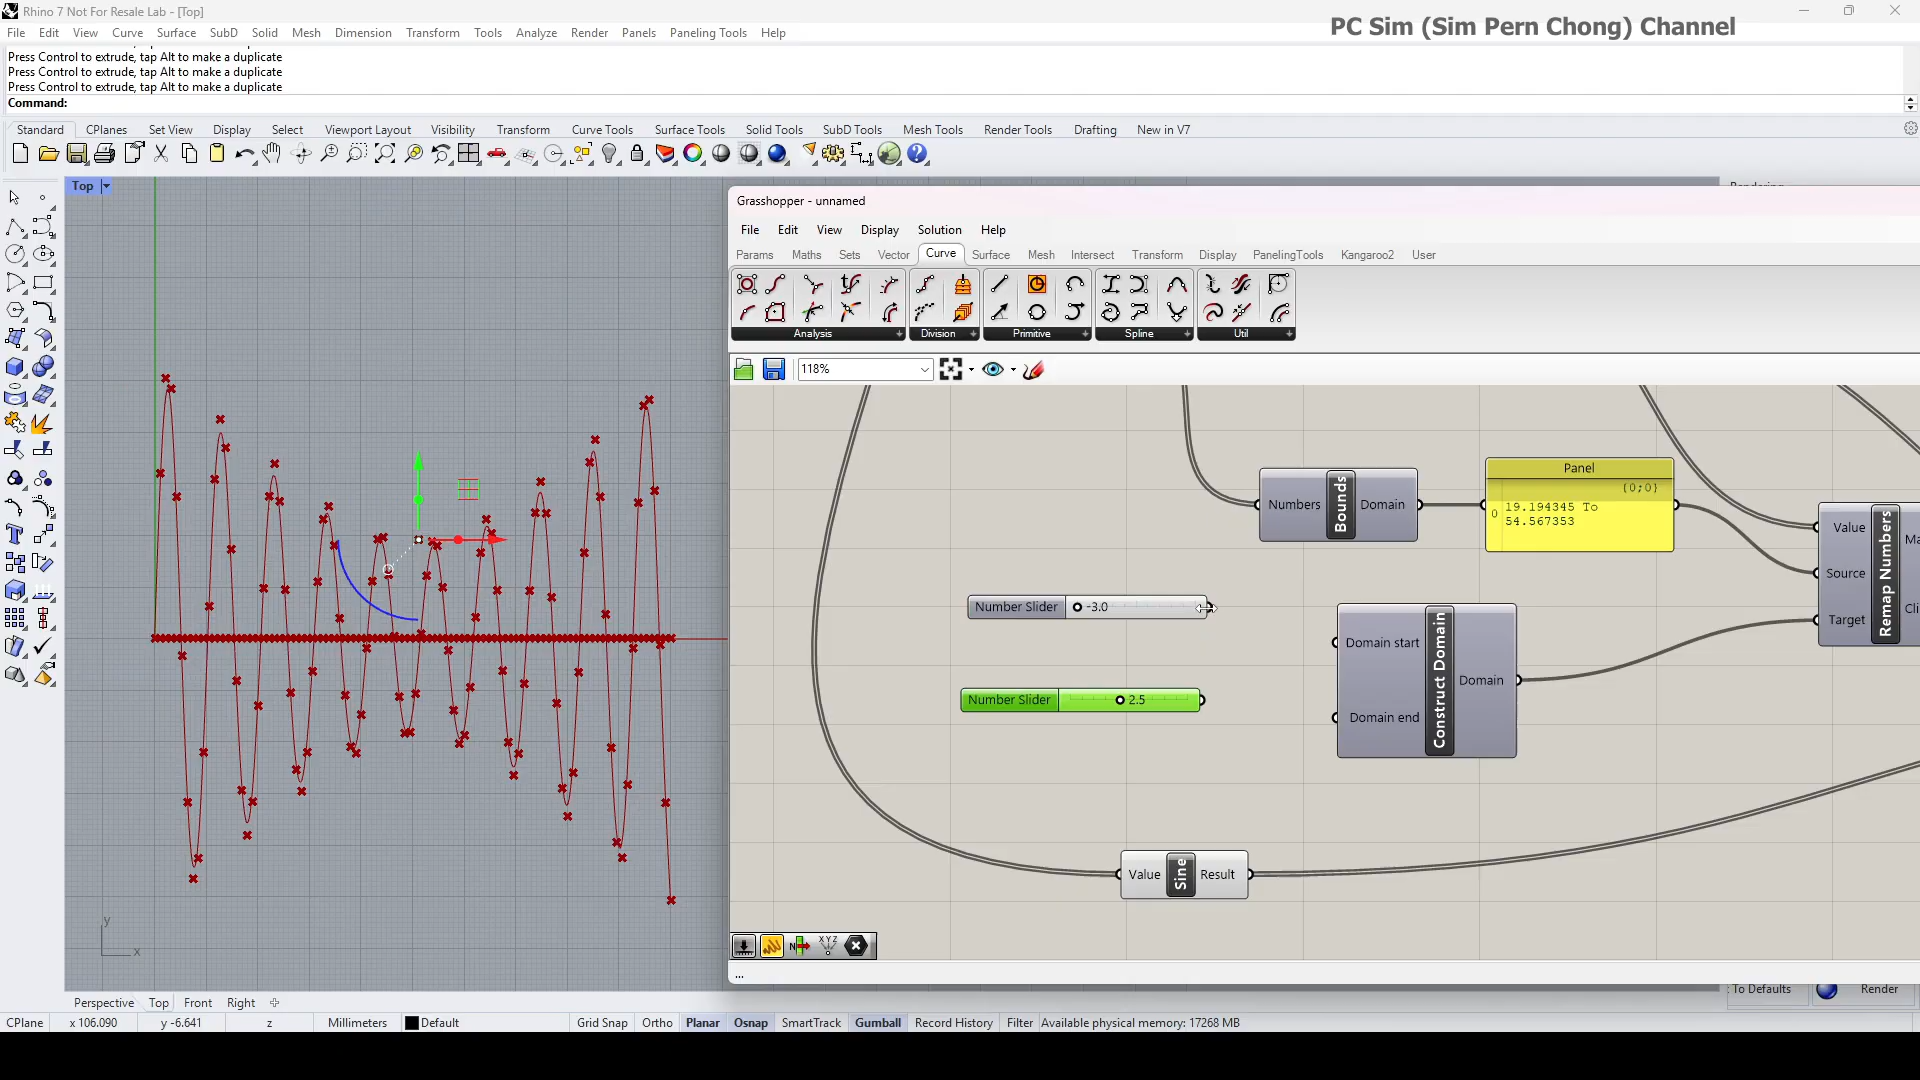 Rhino 7 Not For Resale Lab - [Top]
PC Sim (Sim Pern Chong) Channel
File Edit View Curve Surface SubD Solid Mesh Dimension Transform Tools Analyze Render Panels Paneling Tools Help
Press Control to extrude, tap Alt to make a duplicate
Press Control to extrude, tap Alt to make a duplicate
Press Control to extrude, tap Alt to make a duplicate
Command:
Standard CPlanes Set View Display Select Viewport Layout Visibility Transform Curve Tools Surface Tools Solid Tools SubD Tools Mesh Tools Render Tools Drafting New in V7
Top
Grasshopper - unnamed
File Edit View Display Solution Help
Params Maths Sets Vector Curve Surface Mesh Intersect Transform Display PanelingTools Kangaroo2 User
Analysis Division Primitive Spline Util
118%
Panel
{0;0}
0 19.194345 To
54.567353
Numbers Bounds Domain
Value
Source
Target
Remap Numbers
Number Slider -3.0
Domain start
Domain end
Construct Domain
Domain
Number Slider 2.5
Value Sine Result
XYZ
...
y
x
To Defaults Render
Perspective Top Front Right
CPlane x 106.090 y -6.641 z Millimeters Default Grid Snap Ortho Planar Osnap SmartTrack Gumball Record History Filter Available physical memory: 17268 MB